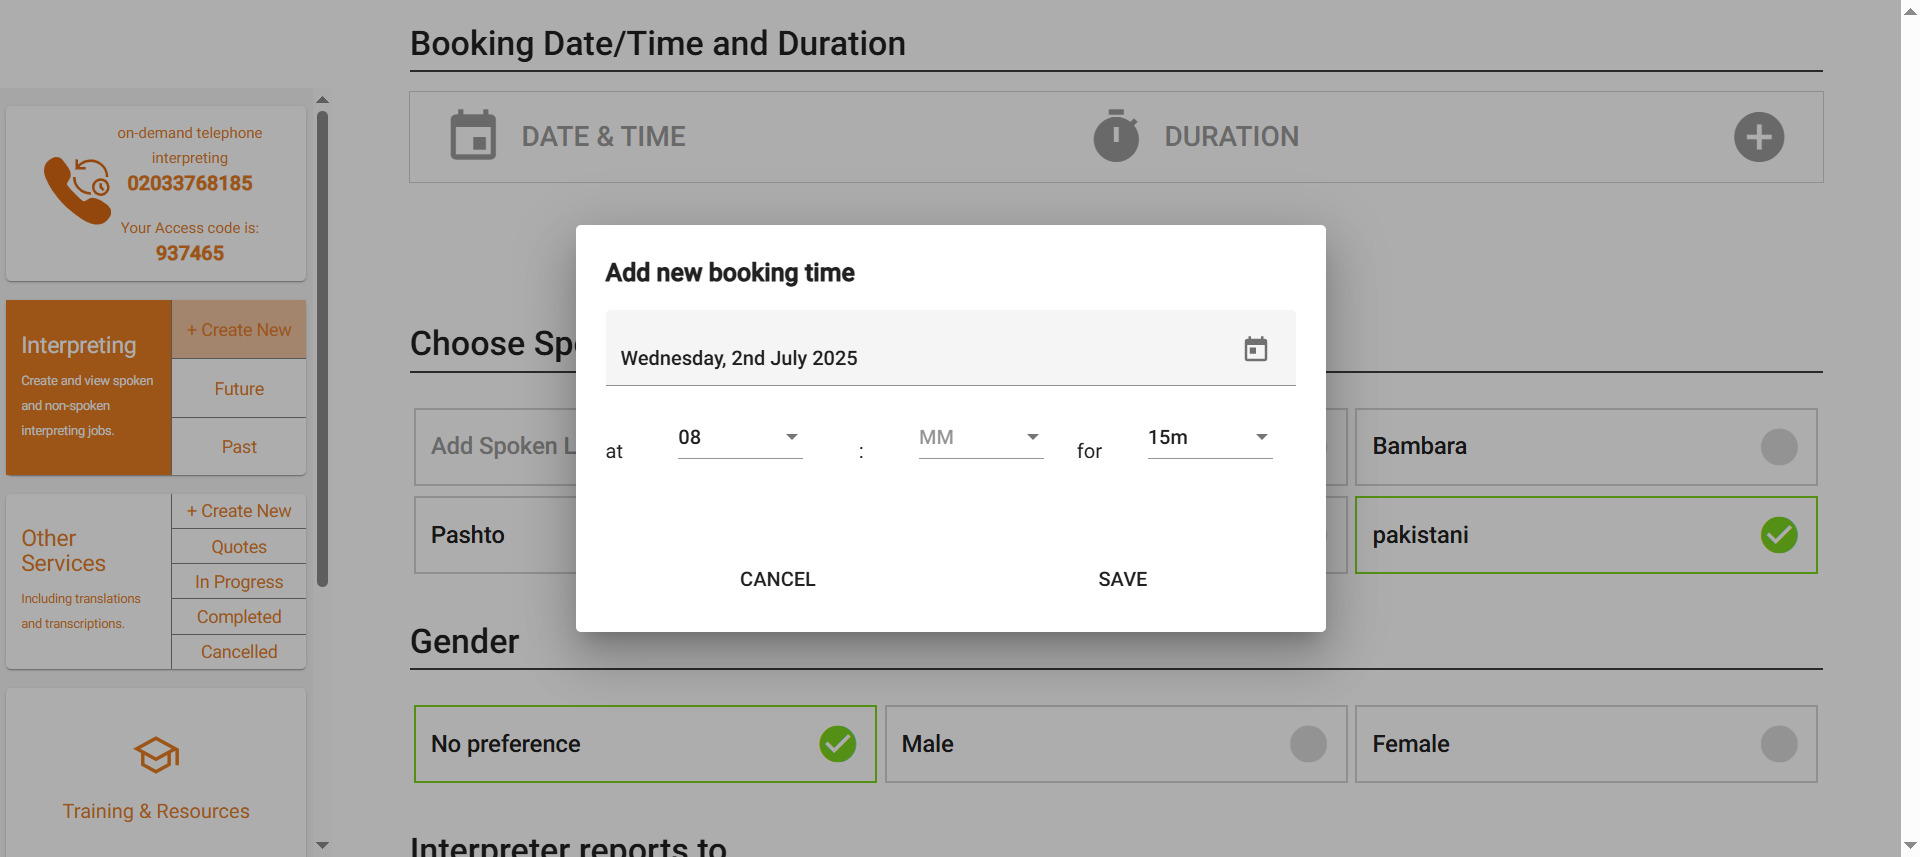 on-demand telephone
interpreting
02033768185
Your Access code is:
937465
Interpreting
Create and view spoken
and non-spoken
interpreting jobs.
+ Create New
Future
Past
Other
Services
Including translations
and transcriptions.
+ Create New
Quotes
In Progress
Completed
Cancelled
Training & Resources
Booking Date/Time and Duration
DATE & TIME
DURATION
Add new booking time
Wednesday, 2nd July 2025
at
08
:
MM
for
15m
CANCEL
SAVE
Choose Sp
Add Spoken L
Bambara
Pashto
pakistani
Gender
No preference
Male
Female
Interpreter reports to